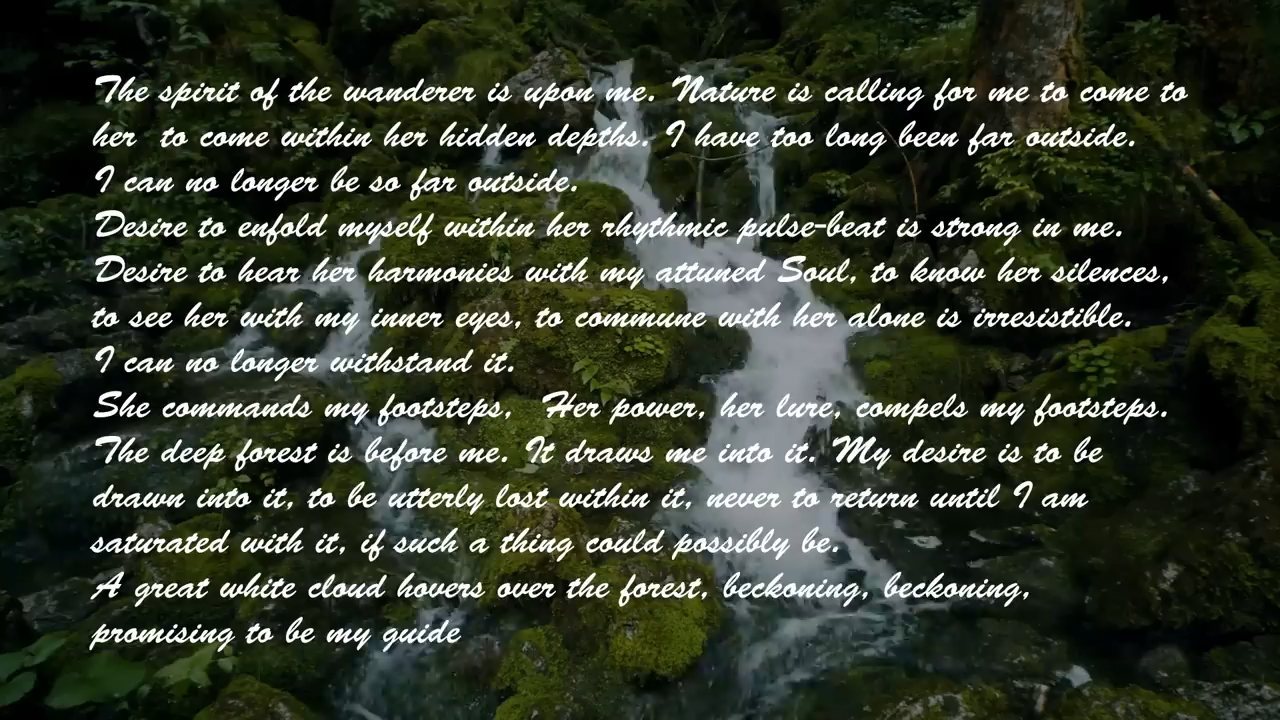 The spirit of the wanderer is upon me. Nature is calling for me to come to
her to come within her hidden depths. I have too long been far outside.
I can no longer be so far outside.
Desire to enfold myself within her rhythmic pulse-beat is strong in me.
Desire to hear her harmonies with my attuned Soul, to know her silences,
to see her with my inner eyes, to commune with her alone is irresistible.
I can no longer withstand it.
She commands my footsteps, Her power, her lure, compels my footsteps.
The deep forest is before me. It draws me into it. My desire is to be
drawn into it, to be utterly lost within it, never to return until I am
saturated with it, if such a thing could possibly be.
A great white cloud hovers over the forest, beckoning, beckoning,
promising to be my guide